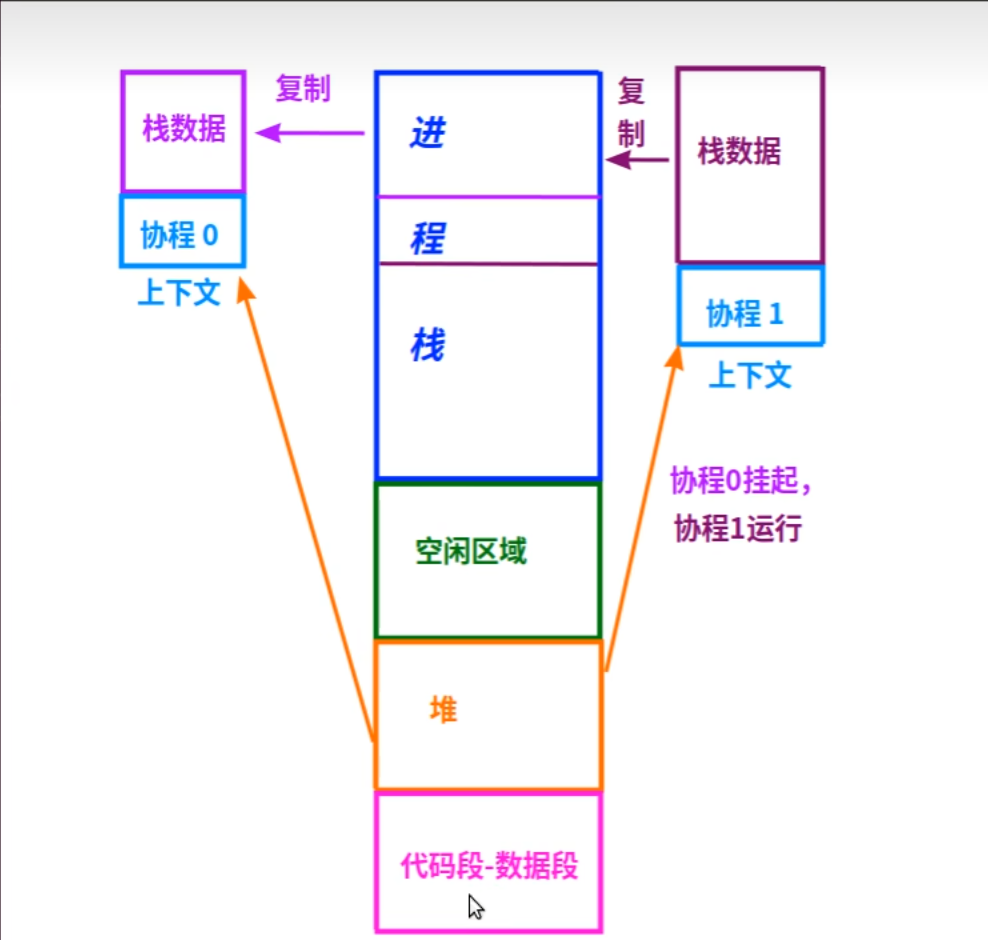 复制
栈数据
协程 0
上下文
进
程
栈
空闲区域
堆
代码段-数据段
复
制
栈数据
协程 1
上下文
协程0挂起，
协程1运行